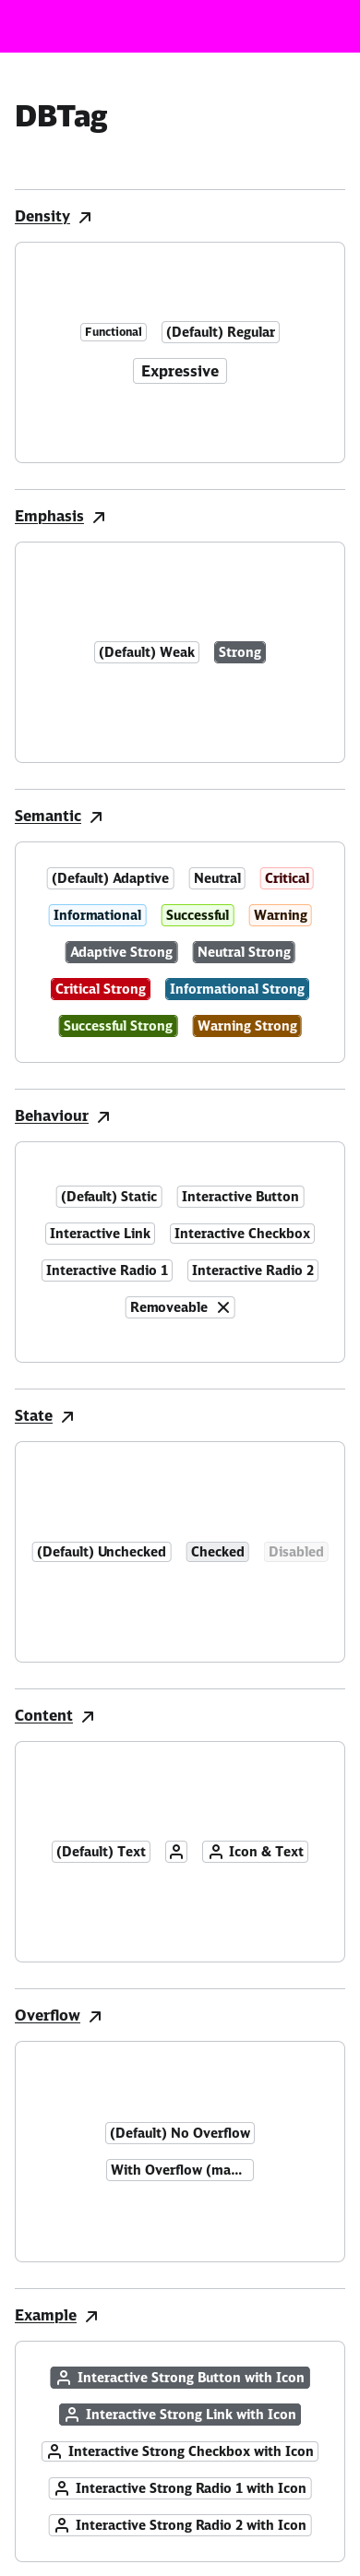 DBTag
Density
Functional (Default) Regular
Expressive
Emphasis
(Default) Weak Strong
Semantic
(Default) Adaptive Neutral Critical
Informational Successful Warning
Adaptive Strong Neutral Strong
Critical Strong Informational Strong
Successful Strong Warning Strong
Behaviour
(Default) Static Interactive Button
Interactive Link Interactive Checkbox
Interactive Radio 1 Interactive Radio 2
Removeable
State
(Default) Unchecked Checked Disabled
Content
(Default) Text Icon & Text
Overflow
(Default) No Overflow
With Overflow (ma...
Example
Interactive Strong Button with Icon
Interactive Strong Link with Icon
Interactive Strong Checkbox with Icon
Interactive Strong Radio 1 with Icon
Interactive Strong Radio 2 with Icon